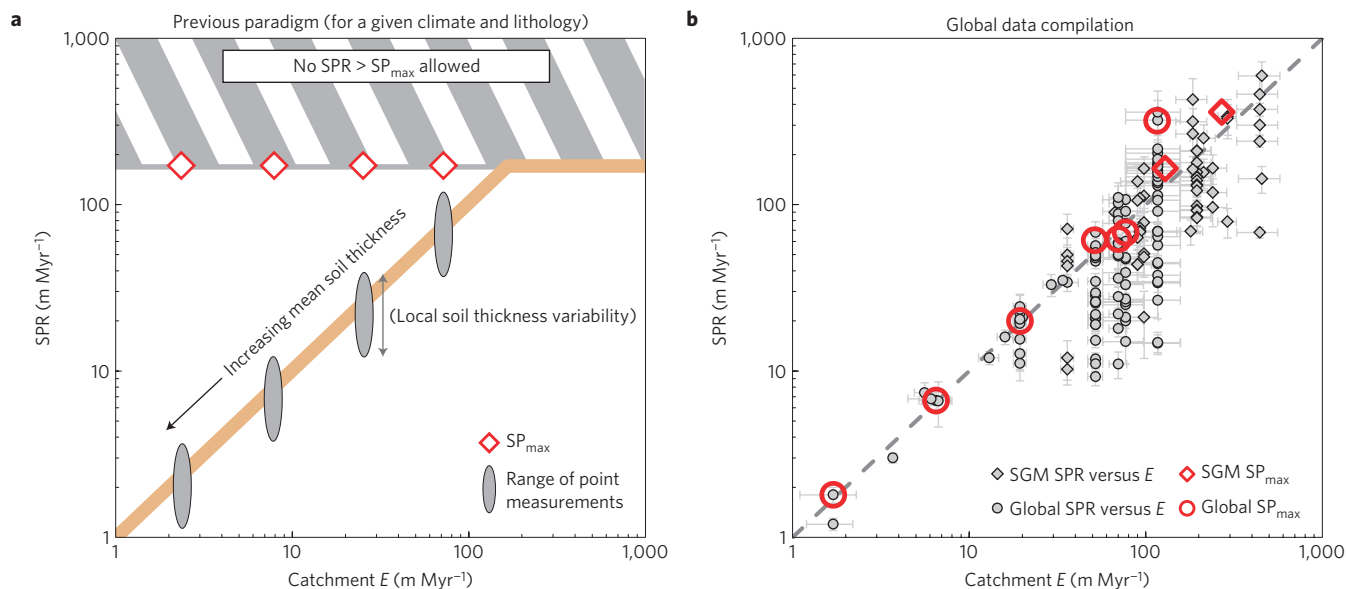 a
Previous paradigm (for a given climate and lithology)
1,000
100
10
1
SPR (m Myr⁻¹)
No SPR > SPmax allowed
Increasing mean soil thickness
(Local soil thickness variability)
SPmax
Range of point
measurements
1
10
100
1,000
Catchment E (m Myr⁻¹)
b
Global data compilation
1,000
100
10
1
SPR (m Myr⁻¹)
SGM SPR versus E
SGM SPmax
Global SPR versus E
Global SPmax
1
10
100
1,000
Catchment E (m Myr⁻¹)